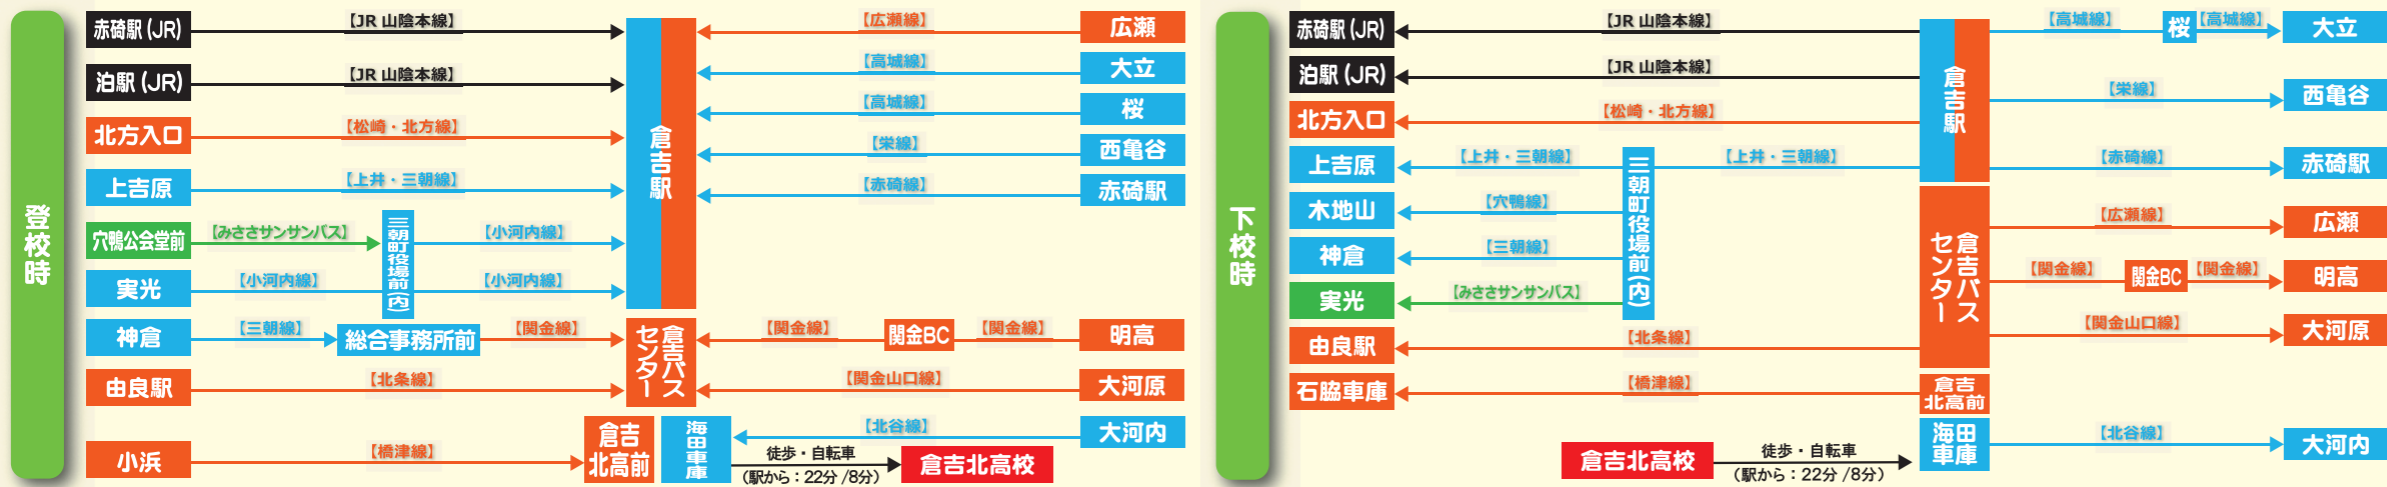 登校時
赤碕駅(JR)
【JR 山陰本線】
泊駅(JR)
【JR 山陰本線】
北方入口
【松崎・北方線】
上吉原
【上井・三朝線】
穴鴨公会堂前
【みささサンサンバス】
三朝町役場前(内)
【小河内線】
実光
【小河内線】
【小河内線】
神倉
【三朝線】
総合事務所前
【関金線】
由良駅
【北条線】
小浜
【橋津線】
倉吉駅
倉吉バス
センター
倉吉
北高前
海田車庫
【広瀬線】
広瀬
【高城線】
大立
【高城線】
桜
【栄線】
西亀谷
【赤碕線】
赤碕駅
【関金線】
関金BC
【関金線】
明高
【関金山口線】
大河原
【北谷線】
大河内
徒歩・自転車
(駅から:22分/8分)
倉吉北高校
下校時
赤碕駅(JR)
【JR 山陰本線】
泊駅(JR)
【JR 山陰本線】
北方入口
【松崎・北方線】
上吉原
【上井・三朝線】
三朝町役場前(内)
【上井・三朝線】
木地山
【穴鴨線】
神倉
【三朝線】
実光
【みささサンサンバス】
由良駅
【北条線】
石脇車庫
【橋津線】
倉吉駅
倉吉バス
センター
倉吉
北高前
海田
車庫
【高城線】
桜
【高城線】
大立
【栄線】
西亀谷
【赤碕線】
赤碕駅
【広瀬線】
広瀬
【関金線】
関金BC
【関金線】
明高
【関金山口線】
大河原
【北谷線】
大河内
倉吉北高校
徒歩・自転車
(駅から:22分/8分)